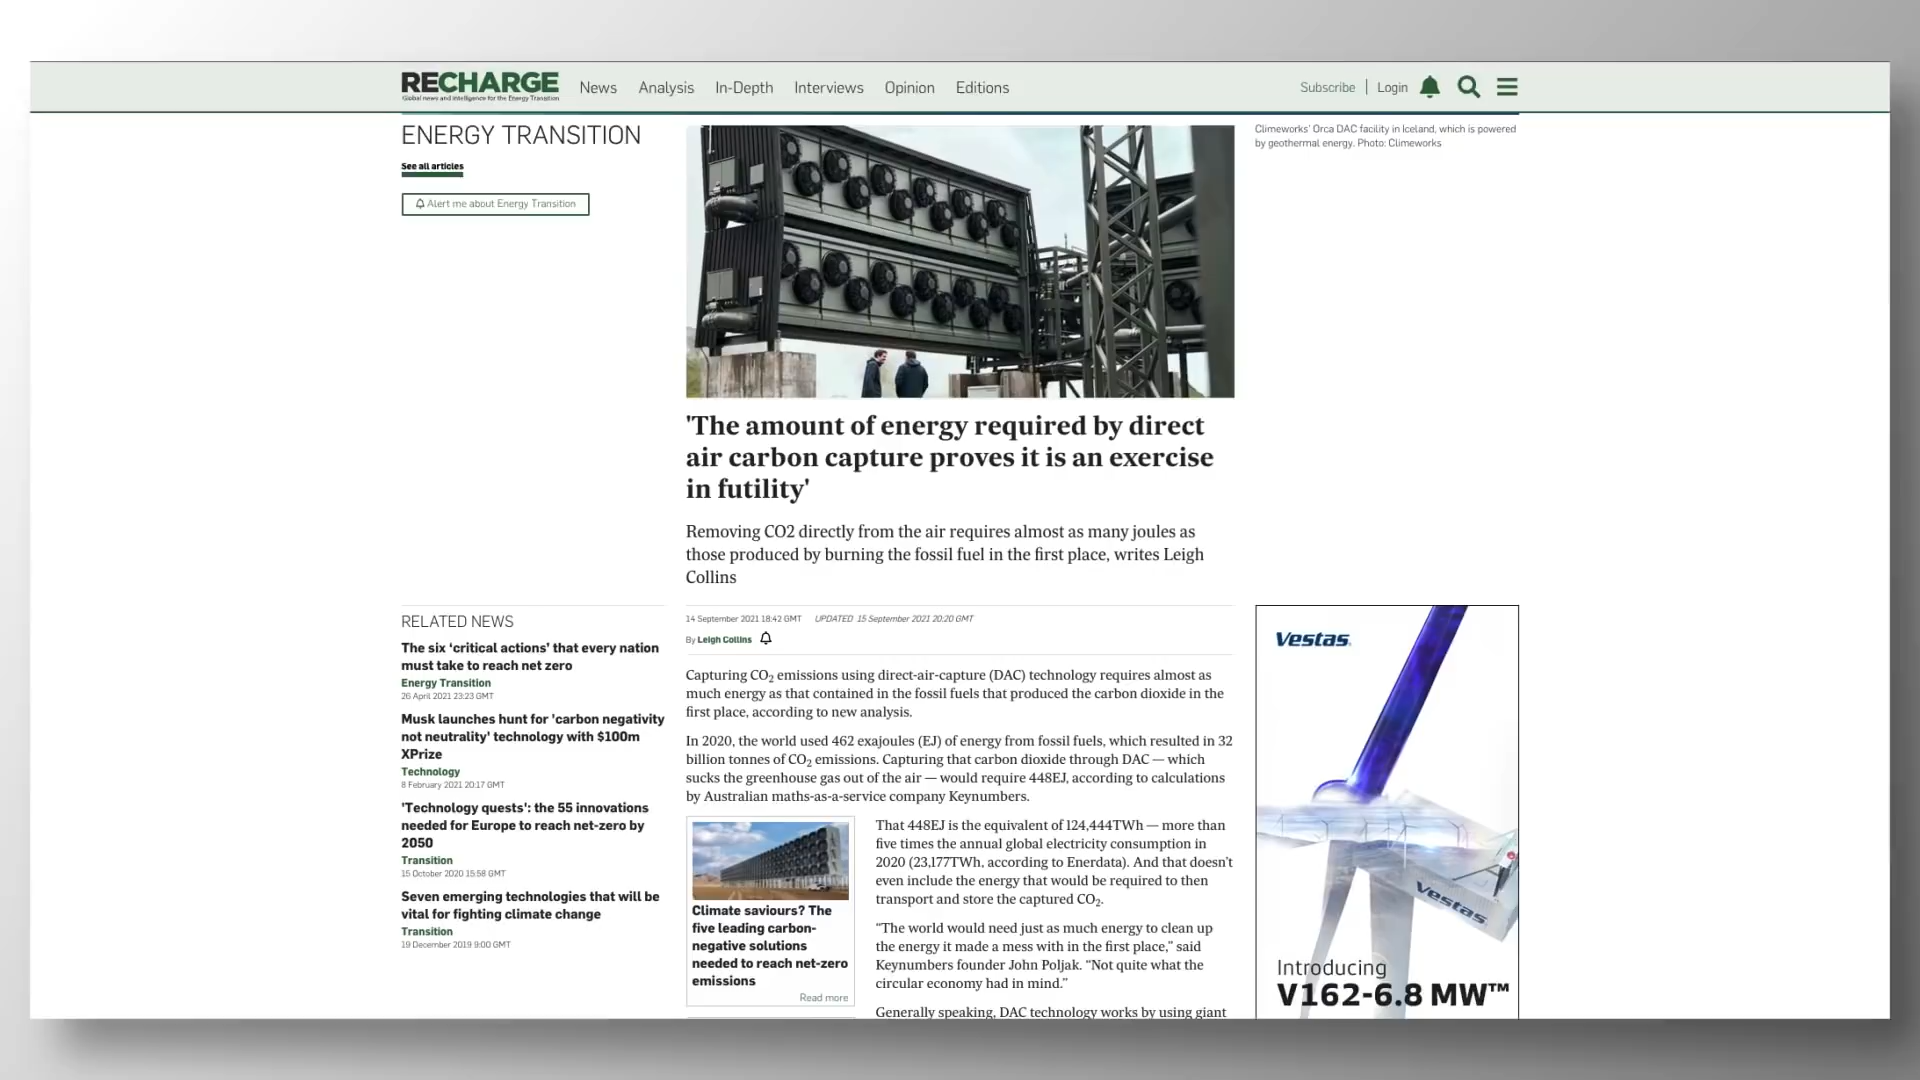 RECHARGE
Global news and intelligence for the Energy Transition
News
Analysis
In-Depth
Interviews
Opinion
Editions
Subscribe | Login
ENERGY TRANSITION
See all articles
Alert me about Energy Transition
Climeworks' Orca DAC facility in Iceland, which is powered
by geothermal energy. Photo: Climeworks
'The amount of energy required by direct
air carbon capture proves it is an exercise
in futility'
Removing CO2 directly from the air requires almost as many joules as
those produced by burning the fossil fuel in the first place, writes Leigh
Collins
RELATED NEWS
The six ‘critical actions’ that every nation
must take to reach net zero
Energy Transition
26 April 2021 23:23 GMT
Musk launches hunt for 'carbon negativity
not neutrality' technology with $100m
XPrize
Technology
8 February 2021 20:17 GMT
'Technology quests': the 55 innovations
needed for Europe to reach net-zero by
2050
Transition
15 October 2020 15:58 GMT
Seven emerging technologies that will be
vital for fighting climate change
Transition
19 December 2019 9:00 GMT
14 September 2021 18:42 GMT UPDATED 15 September 2021 20:20 GMT
By Leigh Collins
Capturing CO2 emissions using direct-air-capture (DAC) technology requires almost as
much energy as that contained in the fossil fuels that produced the carbon dioxide in the
first place, according to new analysis.
In 2020, the world used 462 exajoules (EJ) of energy from fossil fuels, which resulted in 32
billion tonnes of CO2 emissions. Capturing that carbon dioxide through DAC — which
sucks the greenhouse gas out of the air — would require 448EJ, according to calculations
by Australian maths-as-a-service company Keynumbers.
Climate saviours? The
five leading carbon-
negative solutions
needed to reach net-zero
emissions
Read more
That 448EJ is the equivalent of 124,444TWh — more than
five times the annual global electricity consumption in
2020 (23,177TWh, according to Enerdata). And that doesn't
even include the energy that would be required to then
transport and store the captured CO2.
“The world would need just as much energy to clean up
the energy it made a mess with in the first place,” said
Keynumbers founder John Poljak. “Not quite what the
circular economy had in mind.”
Generally speaking, DAC technology works by using giant
Vestas.
Vestas
Introducing
V162-6.8 MW™